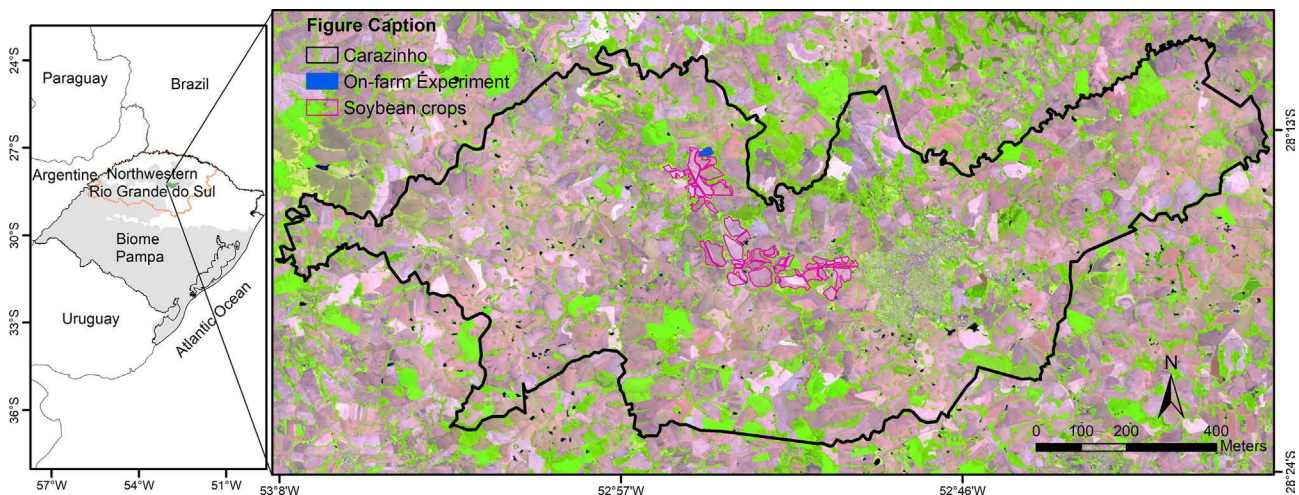 24°S
27°S
30°S
33°S
36°S
Paraguay
Brazil
Argentine
Northwestern
Rio Grande do Sul
Biome
Pampa
Uruguay
Atlantic Ocean
57°W
54°W
51°W
Figure Caption
Carazinho
On-farm Experiment
Soybean crops
N
0 100 200 400
Meters
28°13'S
28°24'S
53°8'W
52°57'W
52°46'W